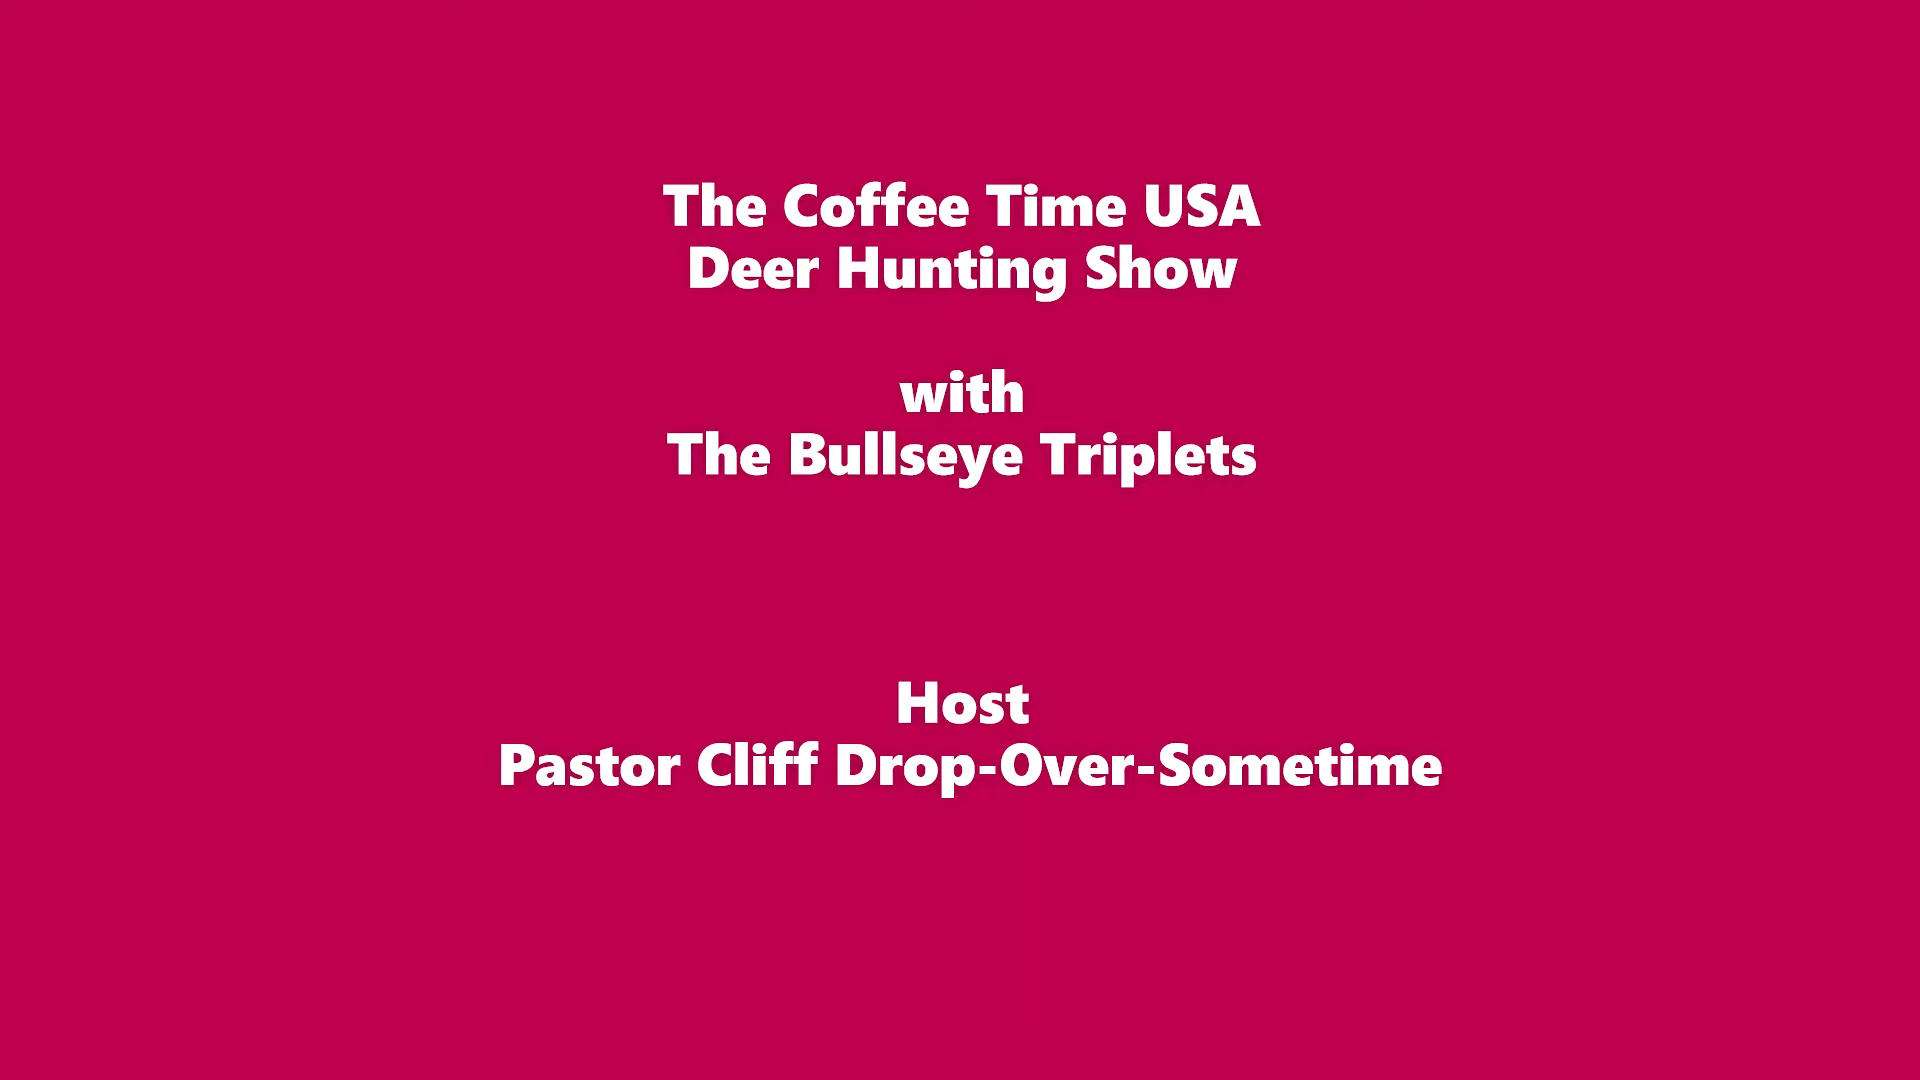 The Coffee Time USA
Deer Hunting Show
with
The Bullseye Triplets
Host
Pastor Cliff Drop-Over-Sometime